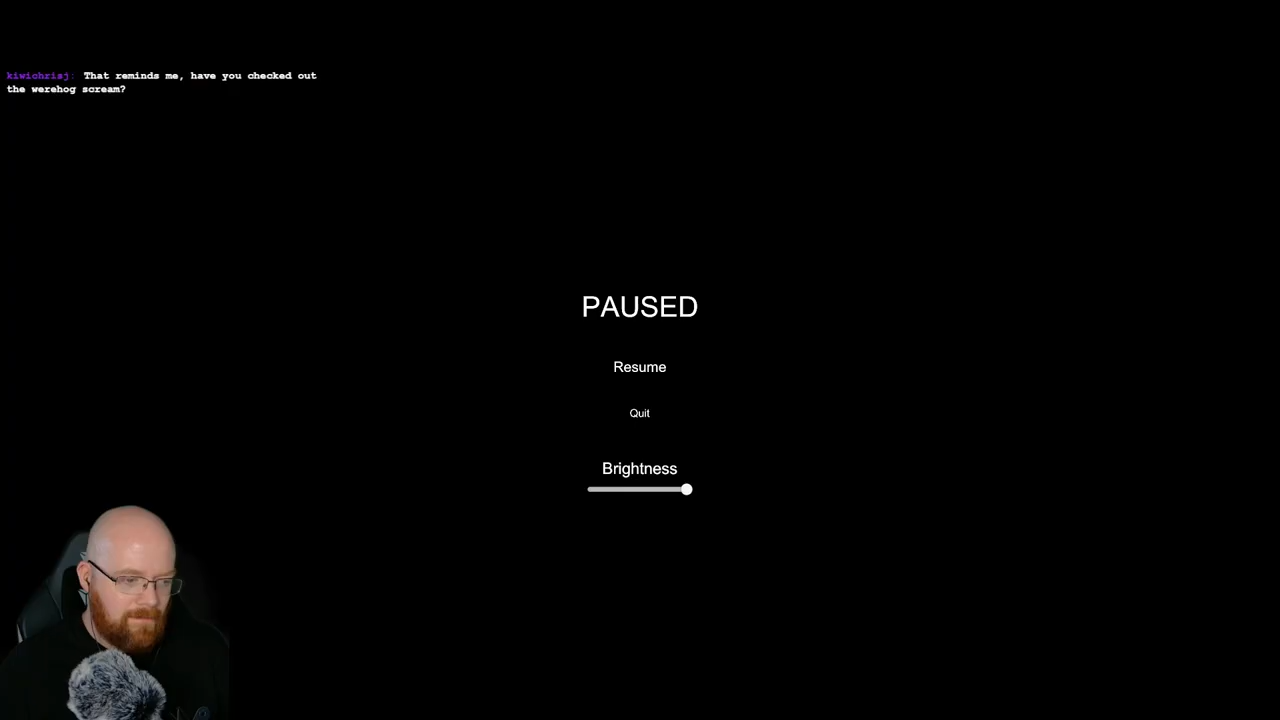 kiwichrisj: That reminds me, have you checked out
the werehog scream?
PAUSED
Resume
Quit
Brightness